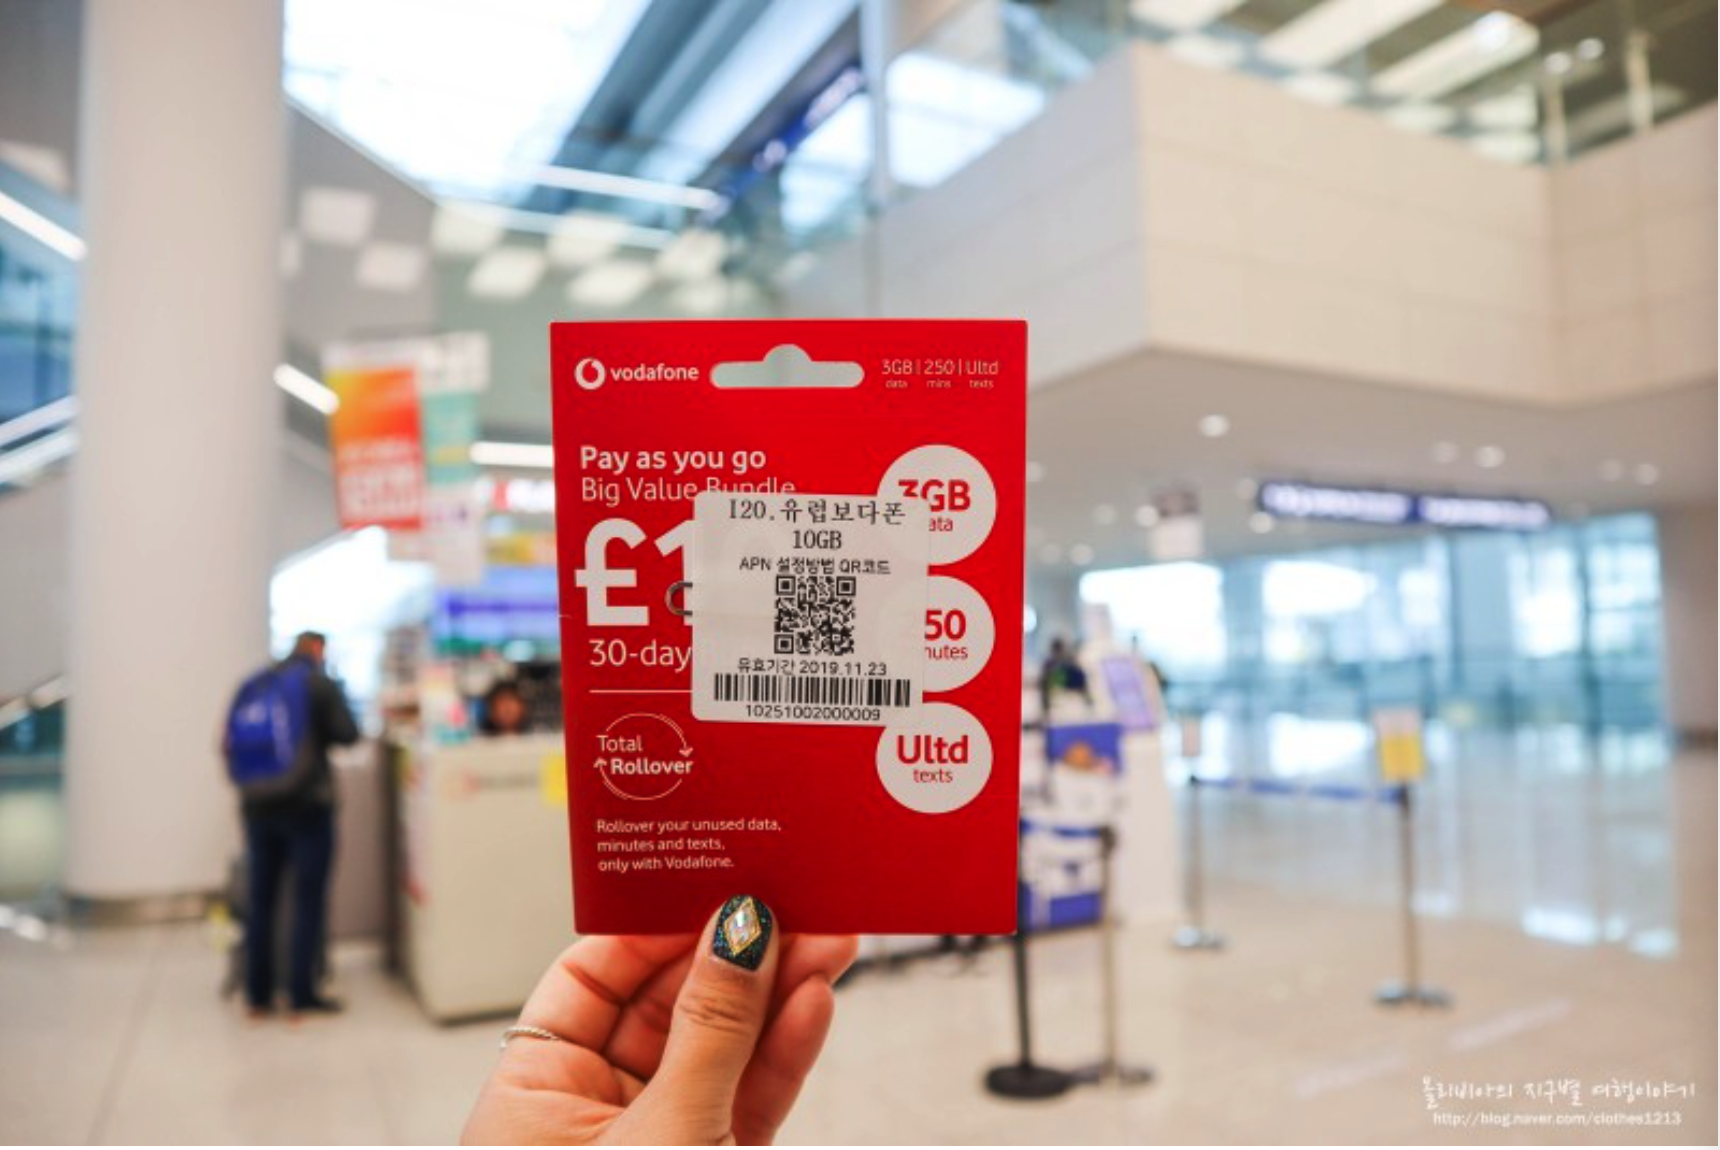 vodafone
3GB | 250 | Ultd
data mins texts
Pay as you go
Big Value Bundle
3GB
ata
£1
30-day
50
nutes
I20.유럽보다폰
10GB
APN 설정방법 QR코드
유효기간 2019.11.23
10251002000009
Total
Rollover
Ultd
texts
Rollover your unused data,
minutes and texts,
only with Vodafone.
올리비아의 지구별 여행이야기
http://blog.naver.com/clothes1213